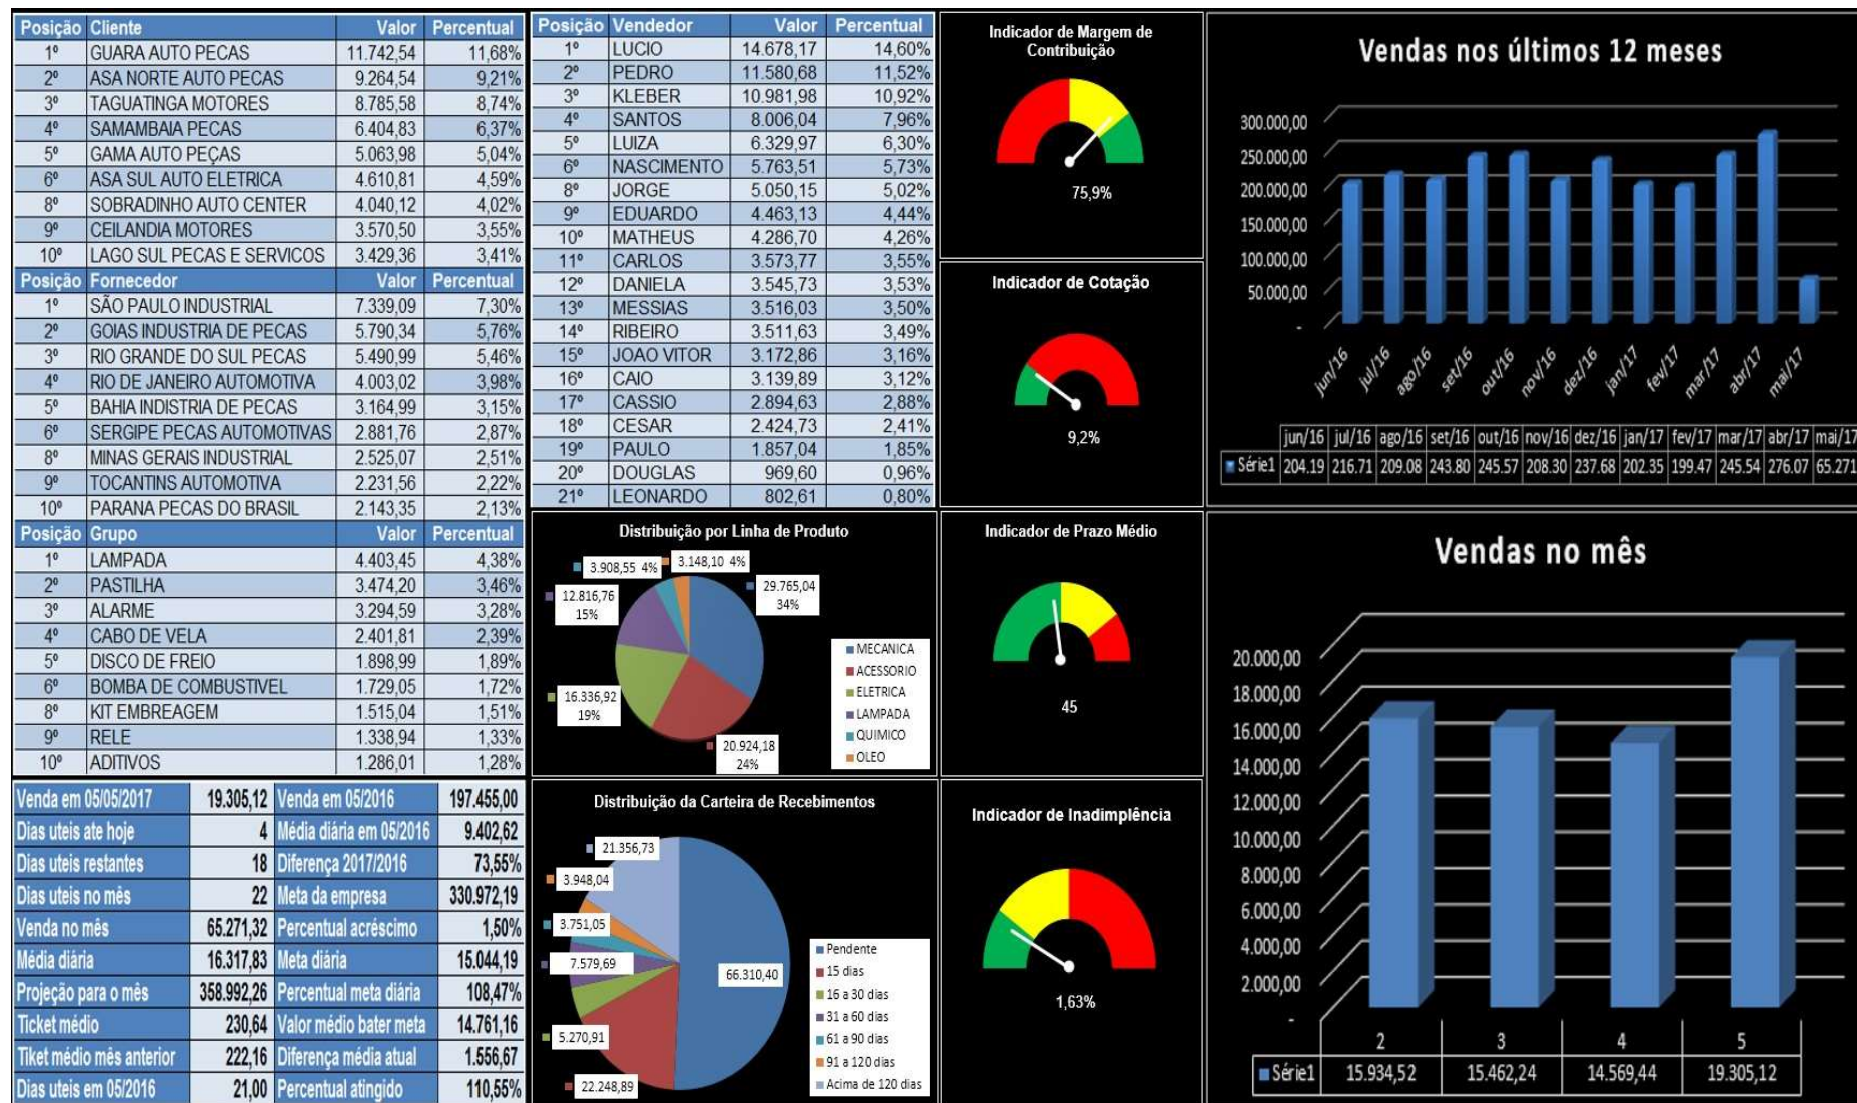 Posição Cliente Valor Percentual
1º GUARA AUTO PECAS 11.742,54 11,68%
2º ASA NORTE AUTO PECAS 9.264,54 9,21%
3º TAGUATINGA MOTORES 8.785,58 8,74%
4º SAMAMBAIA PECAS 6.404,83 6,37%
5º GAMA AUTO PEÇAS 5.063,98 5,04%
6º ASA SUL AUTO ELETRICA 4.610,81 4,59%
8º SOBRADINHO AUTO CENTER 4.040,12 4,02%
9º CEILANDIA MOTORES 3.570,50 3,55%
10º LAGO SUL PECAS E SERVICOS 3.429,36 3,41%
Posição Fornecedor Valor Percentual
1º SÃO PAULO INDUSTRIAL 7.339,09 7,30%
2º GOIAS INDUSTRIA DE PECAS 5.790,34 5,76%
3º RIO GRANDE DO SUL PECAS 5.490,99 5,46%
4º RIO DE JANEIRO AUTOMOTIVA 4.003,02 3,98%
5º BAHIA INDISTRIA DE PECAS 3.164,99 3,15%
6º SERGIPE PECAS AUTOMOTIVAS 2.881,76 2,87%
8º MINAS GERAIS INDUSTRIAL 2.525,07 2,51%
9º TOCANTINS AUTOMOTIVA 2.231,56 2,22%
10º PARANA PECAS DO BRASIL 2.143,35 2,13%
Posição Grupo Valor Percentual
1º LAMPADA 4.403,45 4,38%
2º PASTILHA 3.474,20 3,46%
3º ALARME 3.294,59 3,28%
4º CABO DE VELA 2.401,81 2,39%
5º DISCO DE FREIO 1.898,99 1,89%
6º BOMBA DE COMBUSTIVEL 1.729,05 1,72%
8º KIT EMBREAGEM 1.515,04 1,51%
9º RELE 1.338,94 1,33%
10º ADITIVOS 1.286,01 1,28%
Venda em 05/05/2017 19.305,12 Venda em 05/2016 197.455,00
Dias uteis ate hoje 4 Média diária em 05/2016 9.402,62
Dias uteis restantes 18 Diferença 2017/2016 73,55%
Dias uteis no mês 22 Meta da empresa 330.972,19
Venda no mês 65.271,32 Percentual acréscimo 1,50%
Média diária 16.317,83 Meta diária 15.044,19
Projeção para o mês 358.992,26 Percentual meta diária 108,47%
Ticket médio 230,64 Valor médio bater meta 14.761,16
Tiket médio mês anterior 222,16 Diferença média atual 1.556,67
Dias uteis em 05/2016 21,00 Percentual atingido 110,55%
Posição Vendedor Valor Percentual
1º LUCIO 14.678,17 14,60%
2º PEDRO 11.580,68 11,52%
3º KLEBER 10.981,98 10,92%
4º SANTOS 8.006,04 7,96%
5º LUIZA 6.329,97 6,30%
6º NASCIMENTO 5.763,51 5,73%
8º JORGE 5.050,15 5,02%
9º EDUARDO 4.463,13 4,44%
10º MATHEUS 4.286,70 4,26%
11º CARLOS 3.573,77 3,55%
12º DANIELA 3.545,73 3,53%
13º MESSIAS 3.516,03 3,50%
14º RIBEIRO 3.511,63 3,49%
15º JOAO VITOR 3.172,86 3,16%
16º CAIO 3.139,89 3,12%
17º CASSIO 2.894,63 2,88%
18º CESAR 2.424,73 2,41%
19º PAULO 1.857,04 1,85%
20º DOUGLAS 969,60 0,96%
21º LEONARDO 802,61 0,80%
Distribuição por Linha de Produto
3.908,55 4%
3.148,10 4%
29.765,04
34%
12.816,76
15%
16.336,92
19%
20.924,18
24%
MECANICA
ACESSORIO
ELETRICA
LAMPADA
QUIMICO
OLEO
Distribuição da Carteira de Recebimentos
21.356,73
3.948,04
3.751,05
7.579,69
5.270,91
22.248,89
66.310,40
Pendente
15 dias
16 a 30 dias
31 a 60 dias
61 a 90 dias
91 a 120 dias
Acima de 120 dias
Indicador de Margem de
Contribuição
75,9%
Indicador de Cotação
9,2%
Indicador de Prazo Médio
45
Indicador de Inadimplência
1,63%
Vendas nos últimos 12 meses
300.000,00
250.000,00
200.000,00
150.000,00
100.000,00
50.000,00
-
jun/16 jul/16 ago/16 set/16 out/16 nov/16 dez/16 jan/17 fev/17 mar/17 abr/17 mai/17
jun/16 jul/16 ago/16 set/16 out/16 nov/16 dez/16 jan/17 fev/17 mar/17 abr/17 mai/17
Série1 204.19 216.71 209.08 243.80 245.57 208.30 237.68 202.35 199.47 245.54 276.07 65.271
Vendas no mês
20.000,00
18.000,00
16.000,00
14.000,00
12.000,00
10.000,00
8.000,00
6.000,00
4.000,00
2.000,00
-
2 3 4 5
Série1 15.934,52 15.462,24 14.569,44 19.305,12